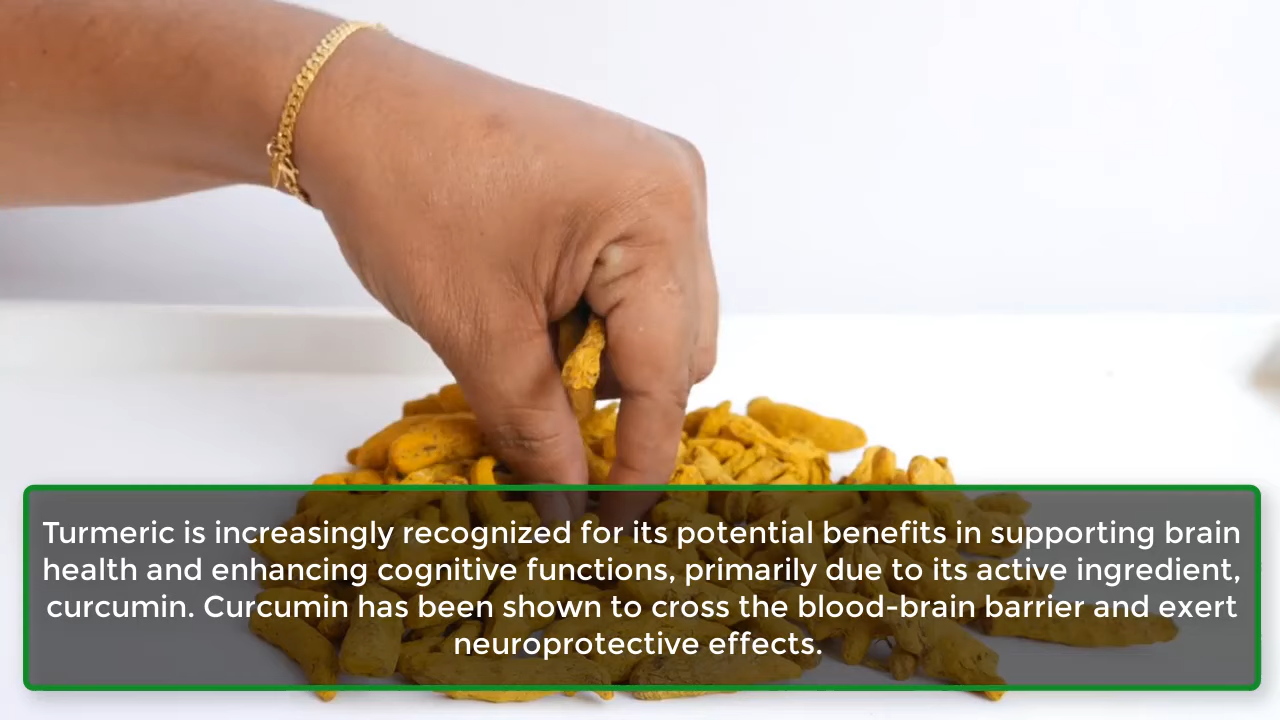 Turmeric is increasingly recognized for its potential benefits in supporting brain
health and enhancing cognitive functions, primarily due to its active ingredient,
curcumin. Curcumin has been shown to cross the blood-brain barrier and exert
neuroprotective effects.